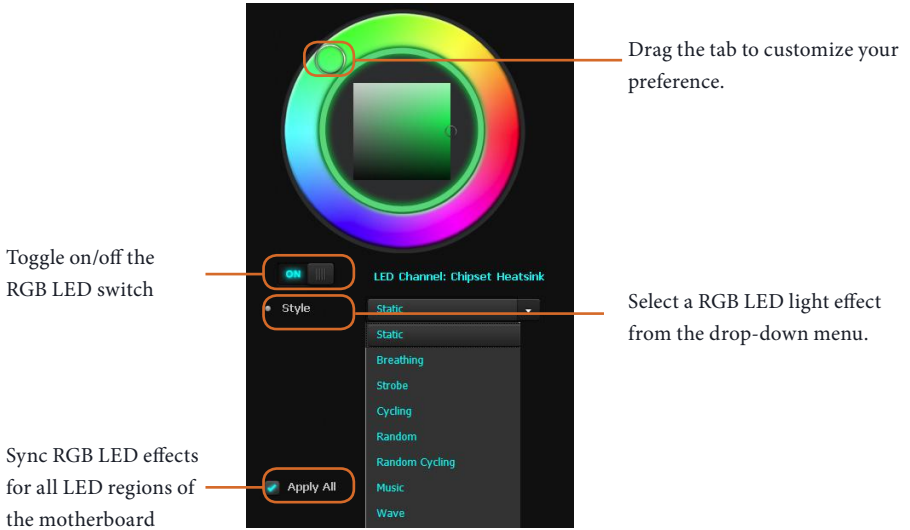 Drag the tab to customize your
preference.
Toggle on/off the
RGB LED switch
ON
LED Channel: Chipset Heatsink
Style
Static
Select a RGB LED light effect
from the drop-down menu.
Static
Breathing
Strobe
Cycling
Random
Random Cycling
Music
Wave
Sync RGB LED effects
for all LED regions of
the motherboard
Apply All